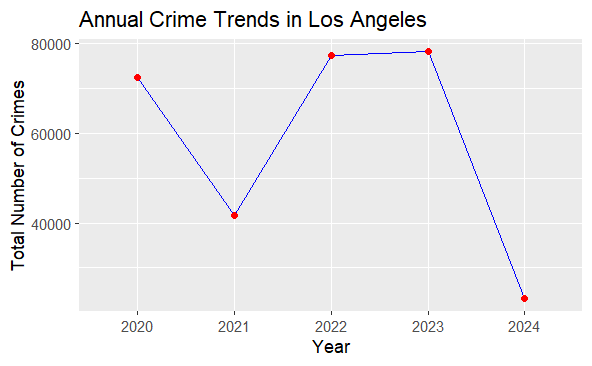 Annual Crime Trends in Los Angeles
80000
60000
40000
Total Number of Crimes
2020 2021 2022 2023 2024
Year